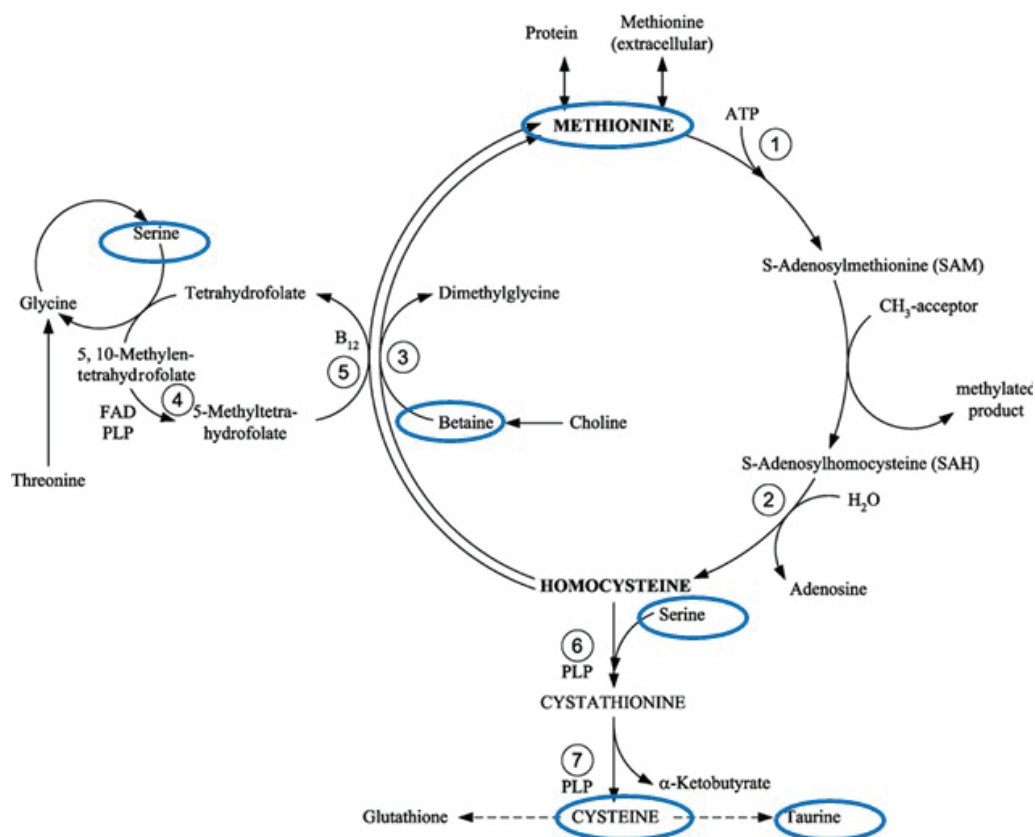 Protein
Methionine
(extracellular)
METHIONINE
ATP
1
Serine
S-Adenosylmethionine (SAM)
Glycine
Tetrahydrofolate
Dimethylglycine
CH3-acceptor
B12
3
5
5, 10-Methylen-
tetrahydrofolate
4
FAD
PLP
5-Methyltetra-
hydrofolate
Betaine
Choline
methylated
product
Threonine
S-Adenosylhomocysteine (SAH)
2
H2O
HOMOCYSTEINE
Adenosine
Serine
6
PLP
CYSTATHIONINE
7
PLP
α-Ketobutyrate
Glutathione
CYSTEINE
Taurine